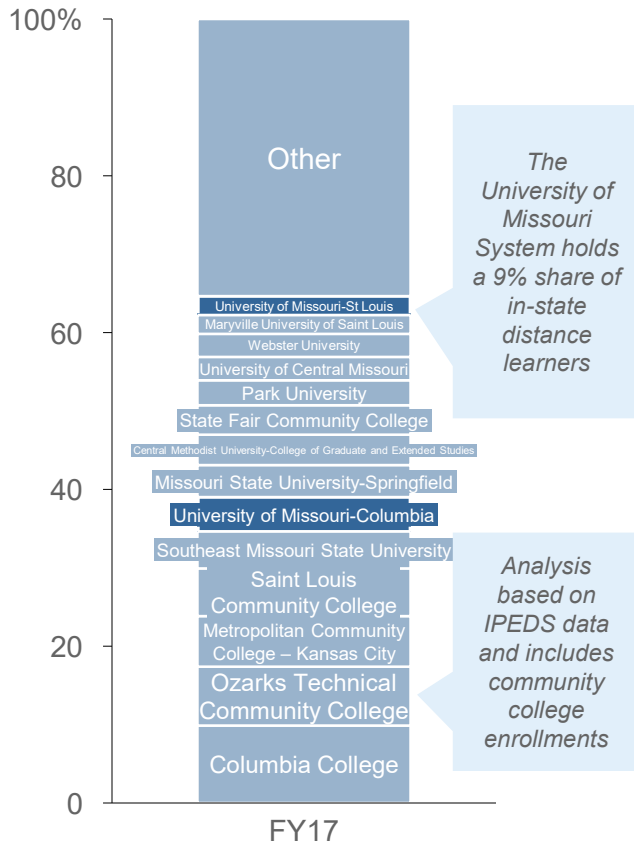 100%
80
60
40
20
0
Other
University of Missouri-St Louis
Maryville University of Saint Louis
Webster University
University of Central Missouri
Park University
State Fair Community College
Central Methodist University-College of Graduate and Extended Studies
Missouri State University-Springfield
University of Missouri-Columbia
Southeast Missouri State University
Saint Louis
Community College
Metropolitan Community
College – Kansas City
Ozarks Technical
Community College
Columbia College
FY17
The
University of
Missouri
System holds
a 9% share of
in-state
distance
learners
Analysis
based on
IPEDS data
and includes
community
college
enrollments